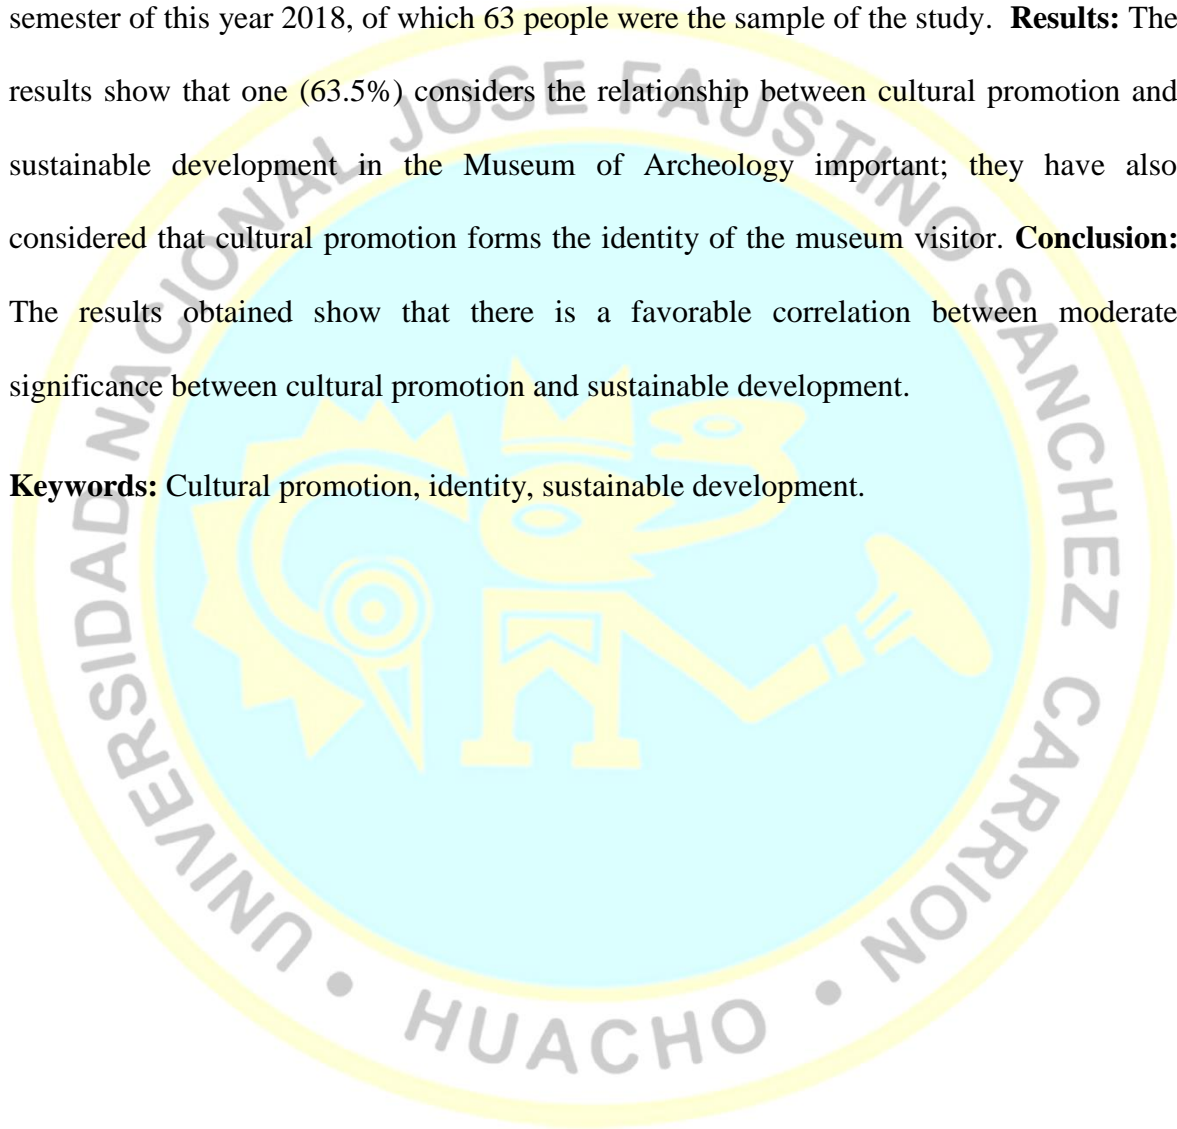 semester of this year 2018, of which 63 people were the sample of the study. Results: The
results show that one (63.5%) considers the relationship between cultural promotion and
sustainable development in the Museum of Archeology important; they have also
considered that cultural promotion forms the identity of the museum visitor. Conclusion:
The results obtained show that there is a favorable correlation between moderate
significance between cultural promotion and sustainable development.
Keywords: Cultural promotion, identity, sustainable development.
UNIVERSIDAD NACIONAL JOSE FAUSTINO SANCHEZ CARRION • HUACHO •